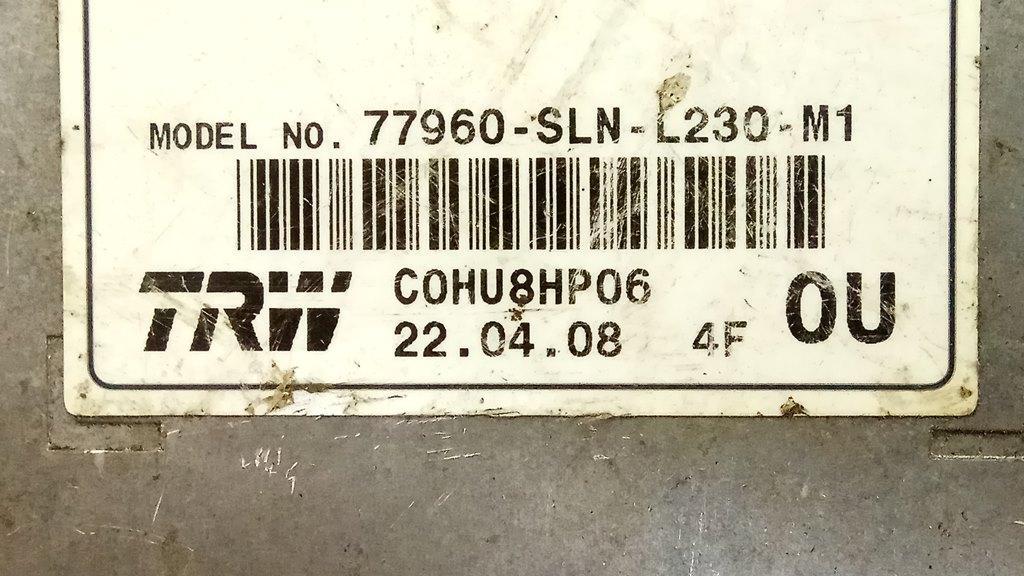 MODEL NO. 77960-SLN-L230-M1
TRW C0HU8HP06 0U
22.04.08 4F